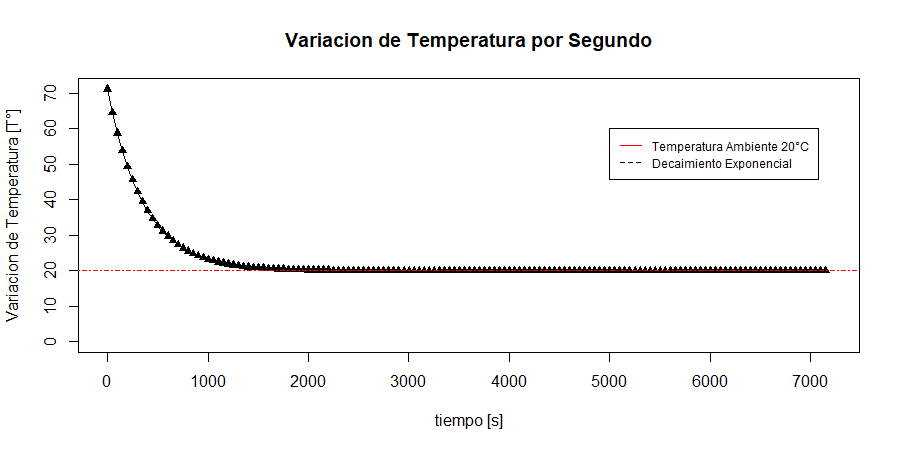 Variacion de Temperatura por Segundo
Variacion de Temperatura [T°]
70
60
50
40
30
20
10
0
Temperatura Ambiente 20°C
Decaimiento Exponencial
0 1000 2000 3000 4000 5000 6000 7000
tiempo [s]